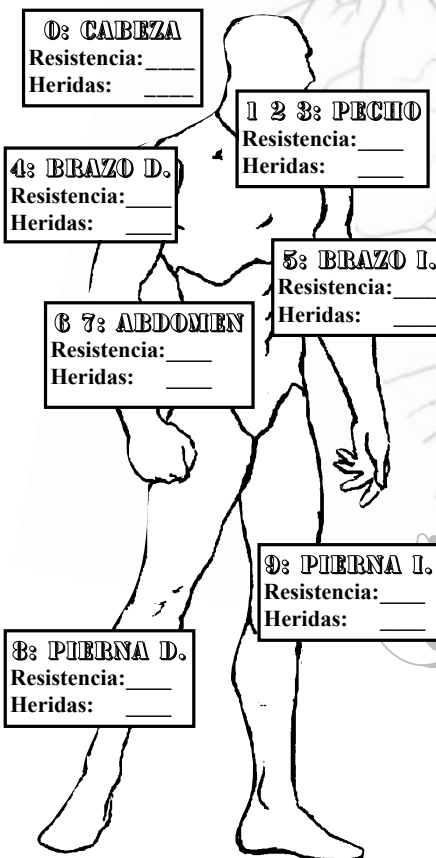 0: CABEZA
Resistencia:____
Heridas: ____
1 2 3: PECHO
Resistencia:____
Heridas: ____
4: BRAZO D.
Resistencia:____
Heridas: ____
5: BRAZO I.
Resistencia:____
Heridas: ____
6 7: ABDOMEN
Resistencia:____
Heridas: ____
9: PIERNA I.
Resistencia:____
Heridas: ____
8: PIERNA D.
Resistencia:____
Heridas: ____